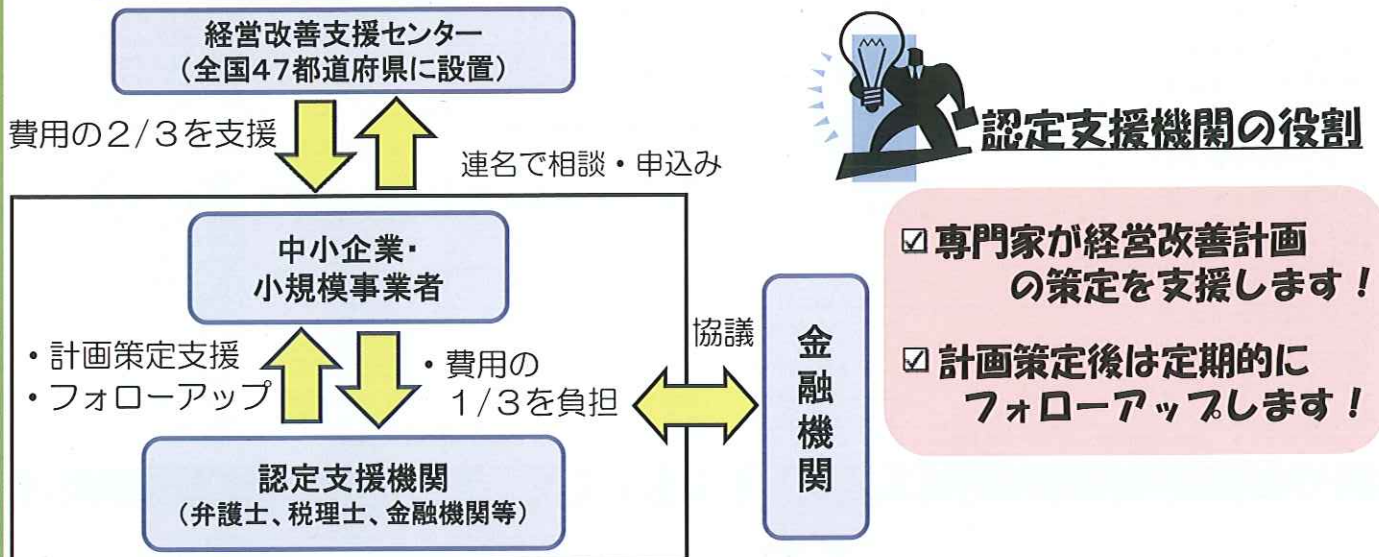 経営改善支援センター
(全国47都道府県に設置)
費用の2/3を支援
連名で相談・申込み
中小企業・
小規模事業者
・計画策定支援
・フォローアップ
・費用の
1/3を負担
認定支援機関
(弁護士、税理士、金融機関等)
協議
金融機関
認定支援機関の役割
☑専門家が経営改善計画
の策定を支援します!
☑計画策定後は定期的に
フォローアップします!